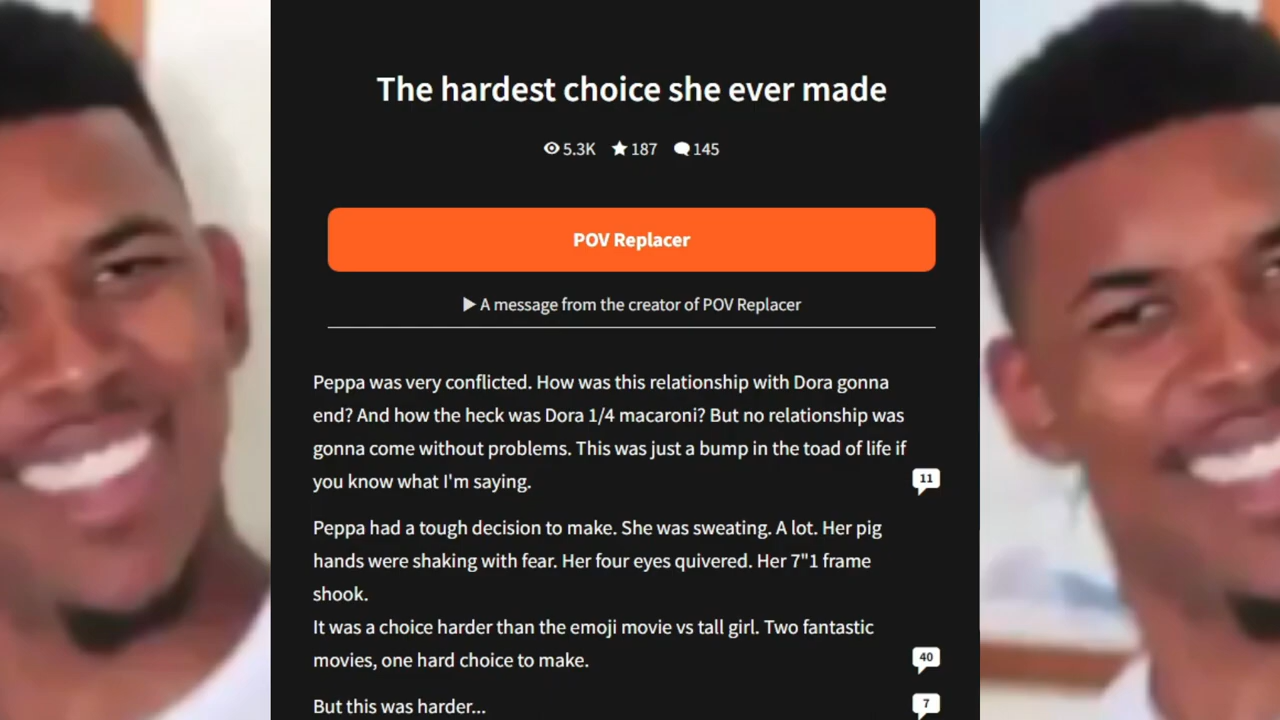 The hardest choice she ever made
5.3K 187 145
POV Replacer
▶ A message from the creator of POV Replacer
Peppa was very conflicted. How was this relationship with Dora gonna
end? And how the heck was Dora 1/4 macaroni? But no relationship was
gonna come without problems. This was just a bump in the toad of life if
you know what I'm saying.
11
Peppa had a tough decision to make. She was sweating. A lot. Her pig
hands were shaking with fear. Her four eyes quivered. Her 7"1 frame
shook.
It was a choice harder than the emoji movie vs tall girl. Two fantastic
movies, one hard choice to make.
40
But this was harder...
7